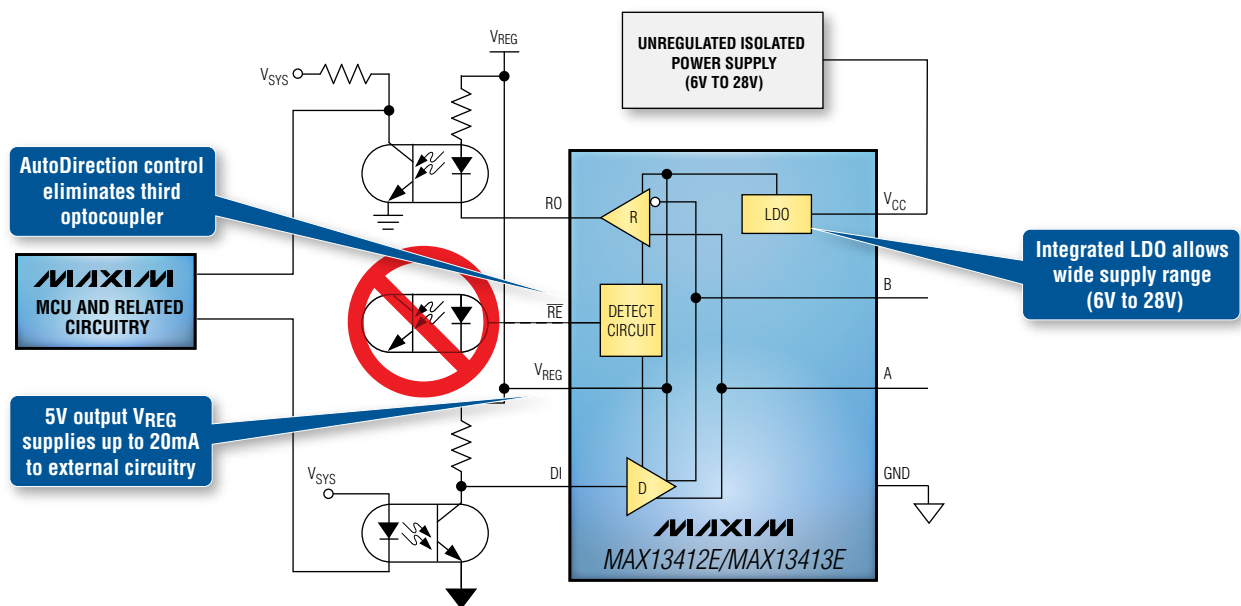 VREG
UNREGULATED ISOLATED
POWER SUPPLY
(6V TO 28V)
VSYS
AutoDirection control
eliminates third
optocoupler
RO
R
LDO
VCC
Integrated LDO allows
wide supply range
(6V to 28V)
MAXIM
MCU AND RELATED
CIRCUITRY
RE
DETECT
CIRCUIT
B
VREG
A
5V output VREG
supplies up to 20mA
to external circuitry
VSYS
DI
D
GND
MAXIM
MAX13412E/MAX13413E